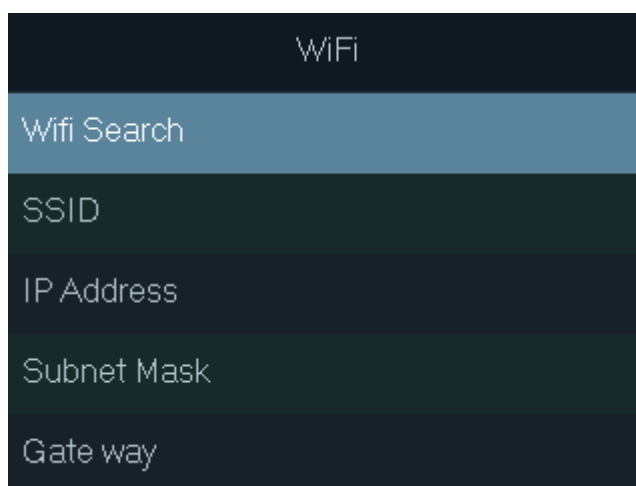 WiFi
Wifi Search
SSID
IP Address
Subnet Mask
Gate way